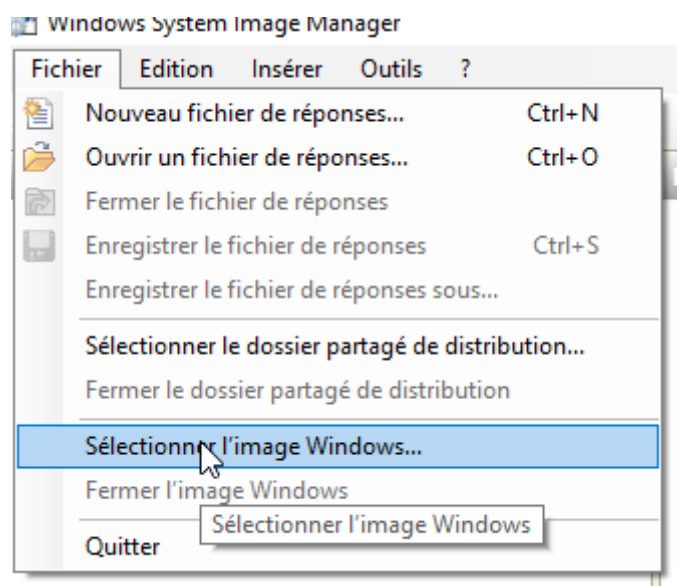 Windows System Image Manager
Fichier Edition Insérer Outils ?
Nouveau fichier de réponses... Ctrl+N
Ouvrir un fichier de réponses... Ctrl+O
Fermer le fichier de réponses
Enregistrer le fichier de réponses Ctrl+S
Enregistrer le fichier de réponses sous...
Sélectionner le dossier partagé de distribution...
Fermer le dossier partagé de distribution
Sélectionner l'image Windows...
Fermer l'image Windows
Sélectionner l'image Windows
Quitter